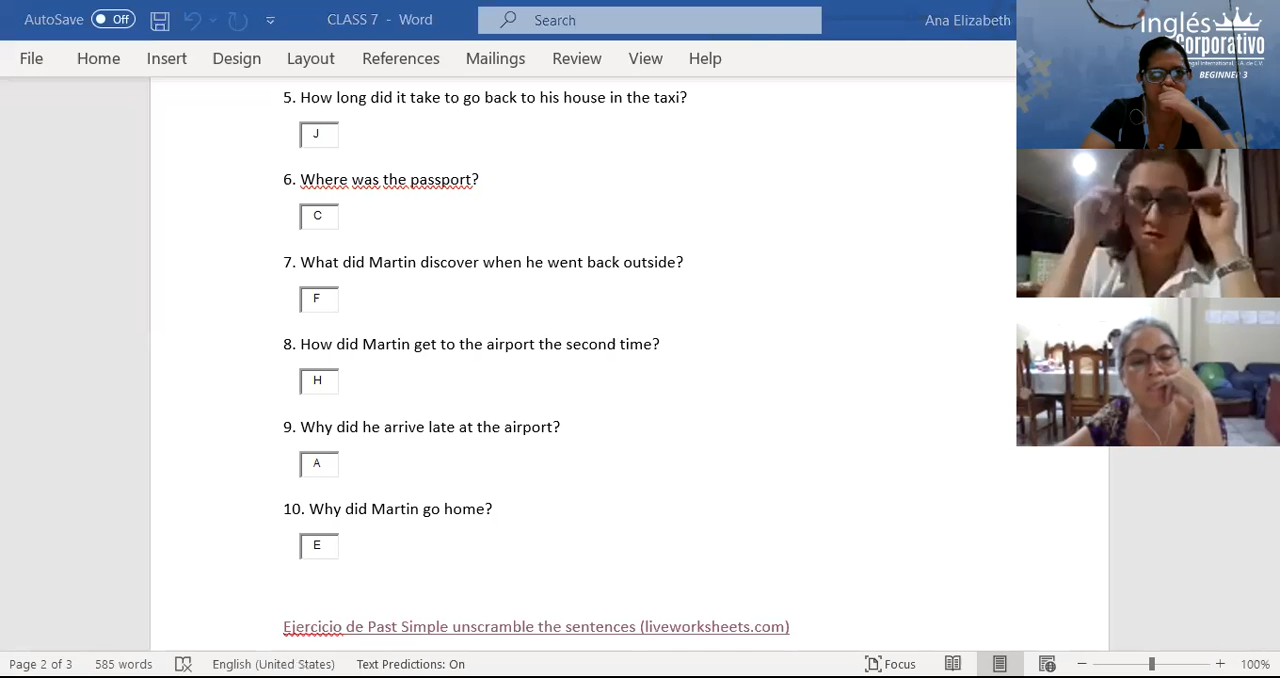 AutoSave Off CLASS 7 - Word Search Ana Elizabeth
File Home Insert Design Layout References Mailings Review View Help
5. How long did it take to go back to his house in the taxi?
J
6. Where was the passport?
C
7. What did Martin discover when he went back outside?
F
8. How did Martin get to the airport the second time?
H
9. Why did he arrive late at the airport?
A
10. Why did Martin go home?
E
Ejercicio de Past Simple unscramble the sentences (liveworksheets.com)
Page 2 of 3 585 words English (United States) Text Predictions: On Focus 100%
inglés
Corporativo
BEGINNER 3